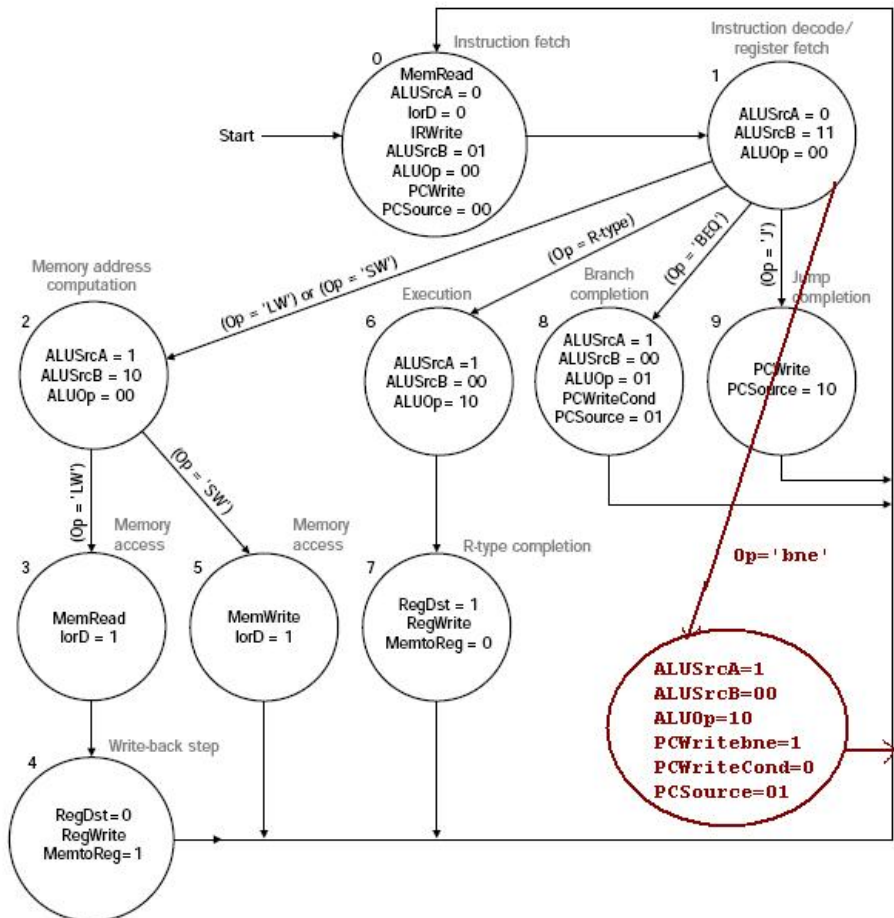 Instruction fetch
0
MemRead
ALUSrcA = 0
IorD = 0
IRWrite
ALUSrcB = 01
ALUOp = 00
PCWrite
PCSource = 00
Start
Instruction decode/
register fetch
1
ALUSrcA = 0
ALUSrcB = 11
ALUOp = 00
(Op = 'LW') or (Op = 'SW')
(Op = R-type)
(Op = 'BEQ')
(Op = 'J')
Memory address
computation
2
ALUSrcA = 1
ALUSrcB = 10
ALUOp = 00
Execution
6
ALUSrcA =1
ALUSrcB = 00
ALUOp= 10
Branch
completion
8
ALUSrcA = 1
ALUSrcB = 00
ALUOp = 01
PCWriteCond
PCSource = 01
Jump
completion
9
PCWrite
PCSource = 10
(Op = 'LW')
(Op = 'SW')
Memory
access
3
MemRead
IorD = 1
Memory
access
5
MemWrite
IorD = 1
R-type completion
7
RegDst = 1
RegWrite
MemtoReg = 0
Op='bne'
ALUSrcA=1
ALUSrcB=00
ALUOp=10
PCWritebne=1
PCWriteCond=0
PCSource=01
Write-back step
4
RegDst=0
RegWrite
MemtoReg=1